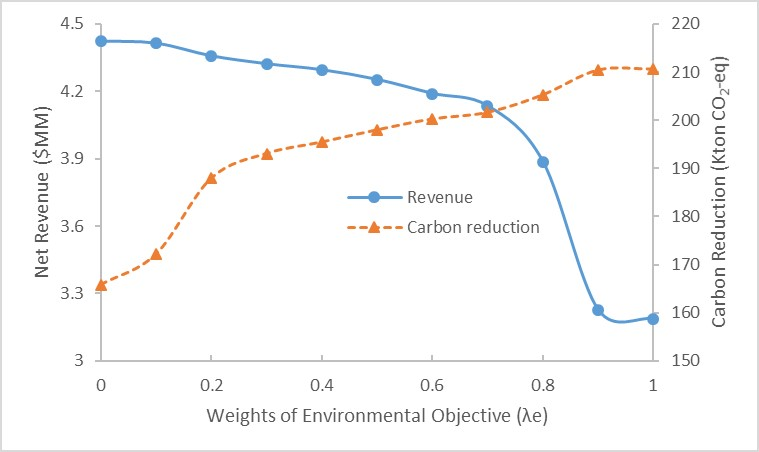 4.5
4.2
3.9
3.6
3.3
3
Net Revenue ($MM)
220
210
200
190
180
170
160
150
Carbon Reduction (Kton CO₂-eq)
Revenue
Carbon reduction
0 0.2 0.4 0.6 0.8 1
Weights of Environmental Objective (λe)